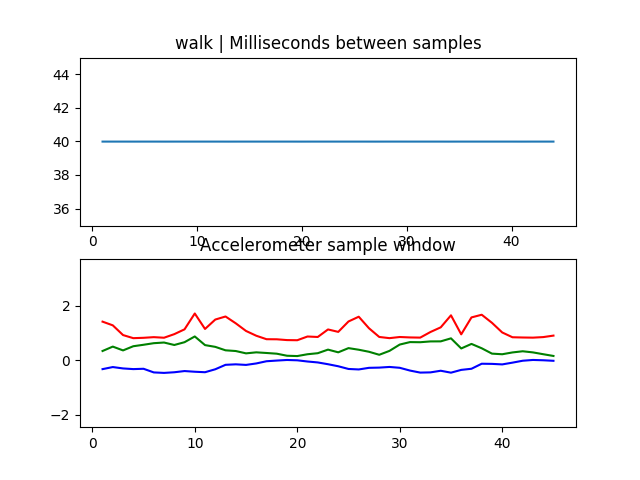 walk | Milliseconds between samples
44
42
40
38
36
0 10 20 30 40
Accelerometer sample window
2
0
−2
0 10 20 30 40